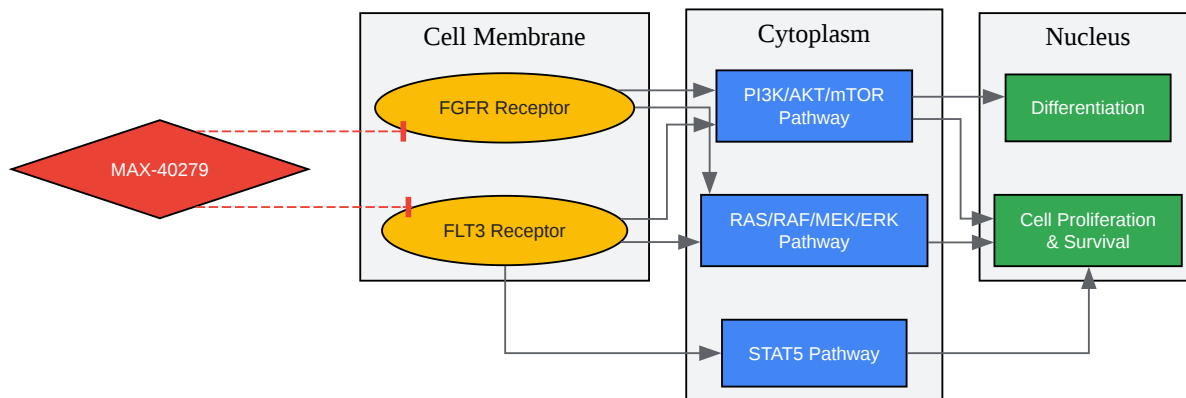 Cell Membrane
Cytoplasm
Nucleus
FGFR Receptor
PI3K/AKT/mTOR
Pathway
Differentiation
MAX-40279
FLT3 Receptor
RAS/RAF/MEK/ERK
Pathway
Cell Proliferation
& Survival
STAT5 Pathway